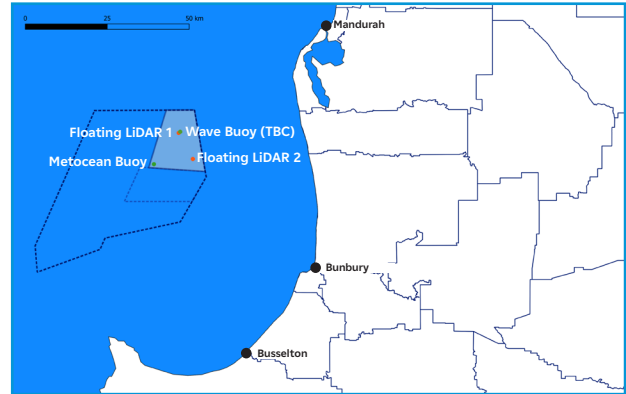 0 25 50 km
Mandurah
Floating LiDAR 1 Wave Buoy (TBC)
Metocean Buoy Floating LiDAR 2
Bunbury
Busselton